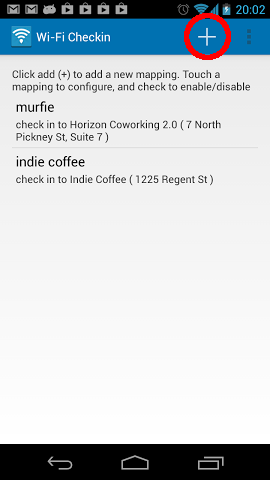 20:02
Wi-Fi Checkin
Click add (+) to add a new mapping. Touch a
mapping to configure, and check to enable/disable
murfie
check in to Horizon Coworking 2.0 ( 7 North
Pickney St, Suite 7 )
indie coffee
check in to Indie Coffee ( 1225 Regent St )